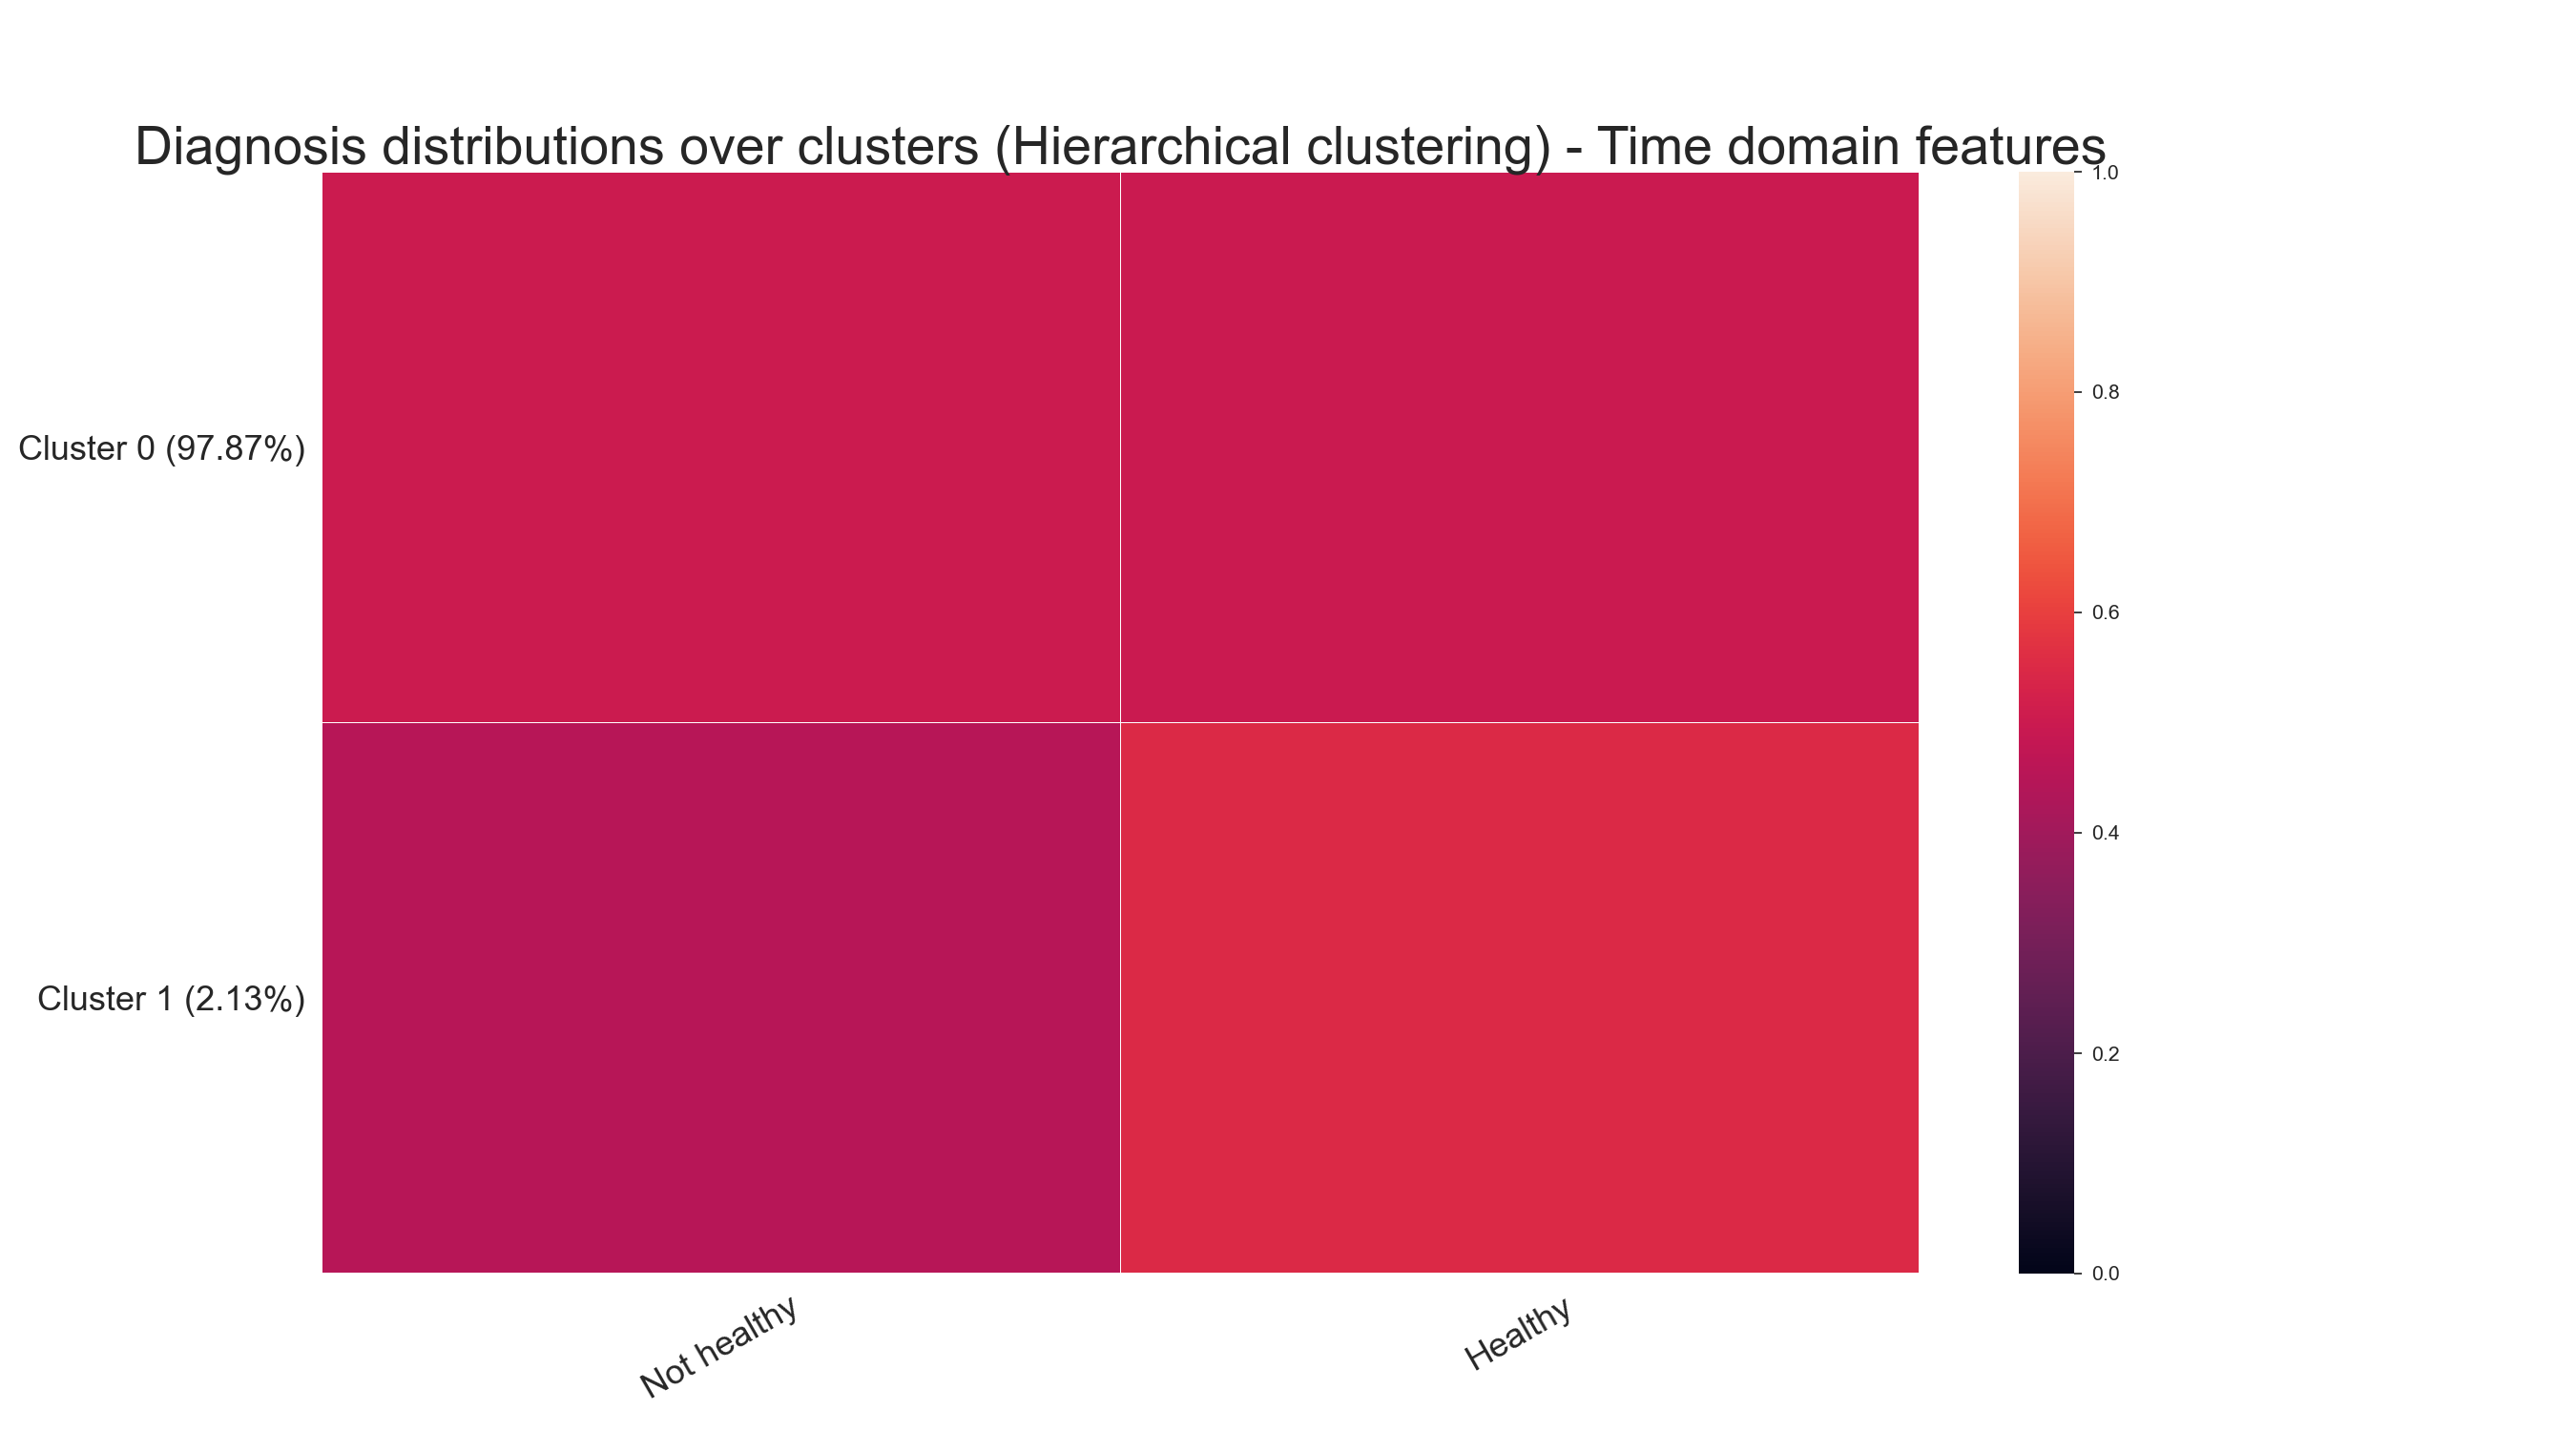 Diagnosis distributions over clusters (Hierarchical clustering) - Time domain features
Cluster 0 (97.87%)
Cluster 1 (2.13%)
Not healthy
Healthy
1.0
0.8
0.6
0.4
0.2
0.0